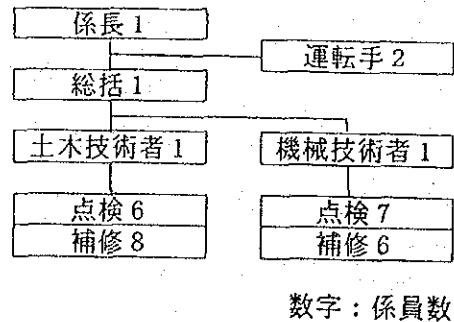 係長1
運転手2
総括1
土木技術者1
機械技術者1
点検6
補修8
点検7
補修6
数字：係員数